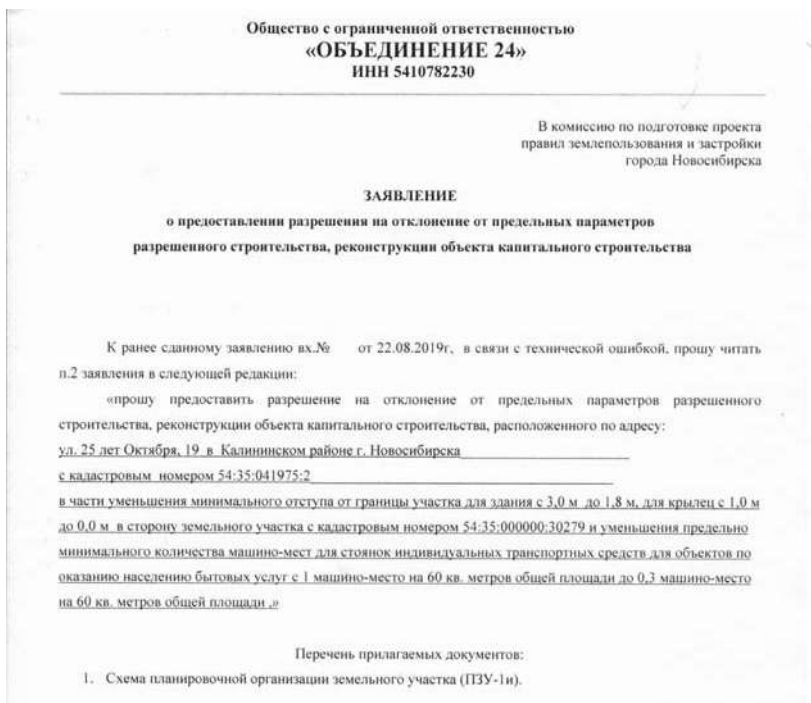 Общество с ограниченной ответственностью
«ОБЪЕДИНЕНИЕ 24»
ИНН 5410782230
В комиссию по подготовке проекта
правил землепользования и застройки
города Новосибирска
ЗАЯВЛЕНИЕ
о предоставлении разрешения на отклонение от предельных параметров
разрешенного строительства, реконструкции объекта капитального строительства
К ранее сданному заявлению вх.№ от 22.08.2019г, в связи с технической ошибкой, прошу читать
п.2 заявления в следующей редакции:
«прошу предоставить разрешение на отклонение от предельных параметров разрешенного
строительства, реконструкции объекта капитального строительства, расположенного по адресу:
ул. 25 лет Октября, 19 в Калининском районе г. Новосибирска
с кадастровым номером 54:35:041975:2
в части уменьшения минимального отступа от границы участка для здания с 3,0 м до 1,8 м, для крылец с 1,0 м
до 0,0 м в сторону земельного участка с кадастровым номером 54:35:000000:30279 и уменьшения предельно
минимального количества машино-мест для стоянок индивидуальных транспортных средств для объектов по
оказанию населению бытовых услуг с 1 машино-место на 60 кв. метров общей площади до 0,3 машино-место
на 60 кв. метров общей площади .»
Перечень прилагаемых документов:
1. Схема планировочной организации земельного участка (ПЗУ-1и).